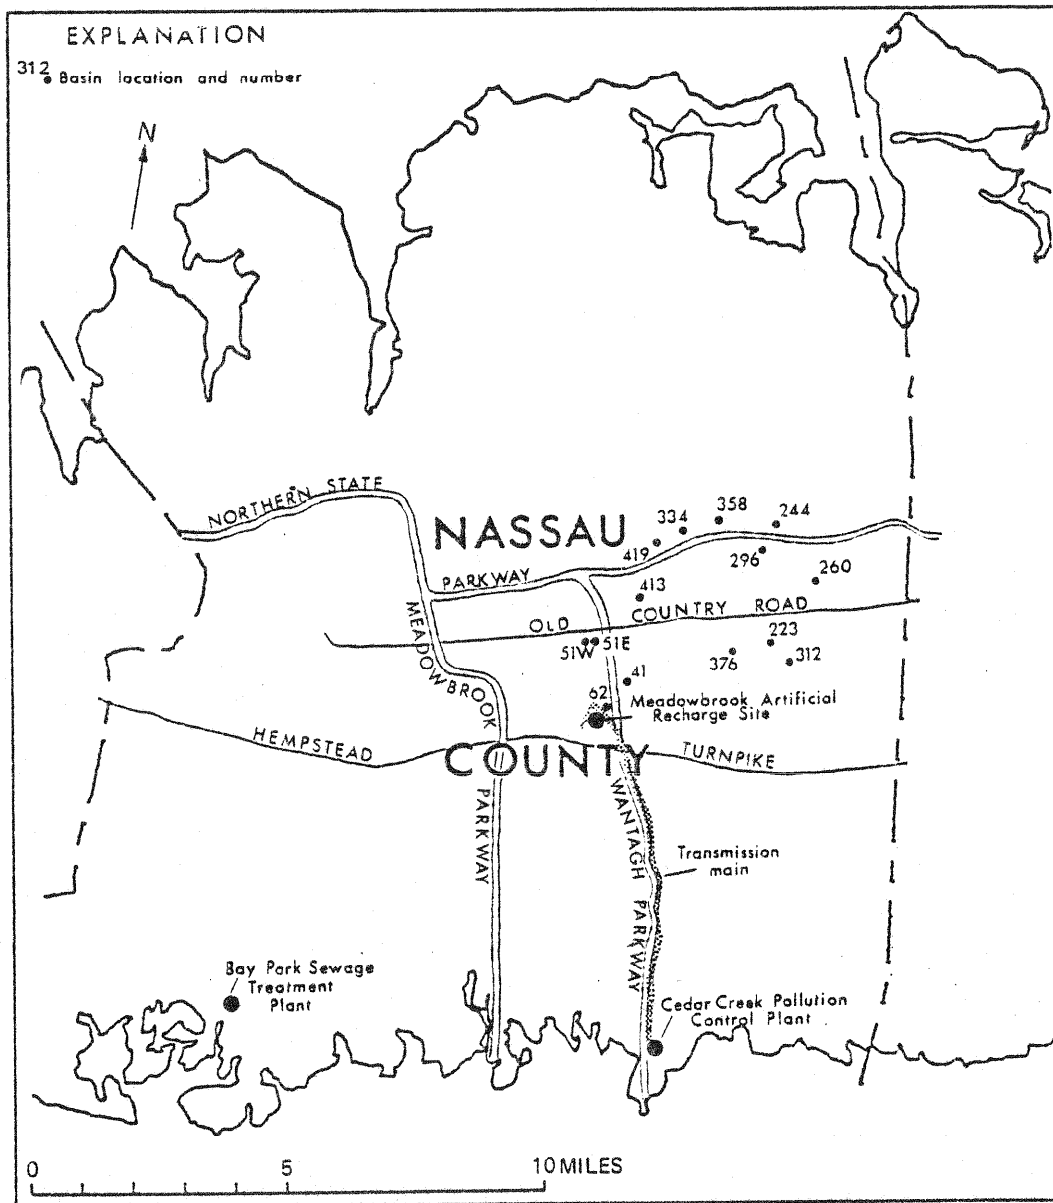 EXPLANATION
312
Basin location and number
N
NORTHERN STATE
NASSAU
PARKWAY
334
358
244
419
296
260
413
MEADOWBROOK
OLD COUNTRY ROAD
51W
51E
223
376
312
41
62
Meadowbrook Artificial
Recharge Site
HEMPSTEAD
TURNPIKE
COUNTY
PARKWAY
WANTAGH PARKWAY
Transmission
main
Bay Park Sewage
Treatment
Plant
Cedar Creek Pollution
Control Plant
0
5
10 MILES